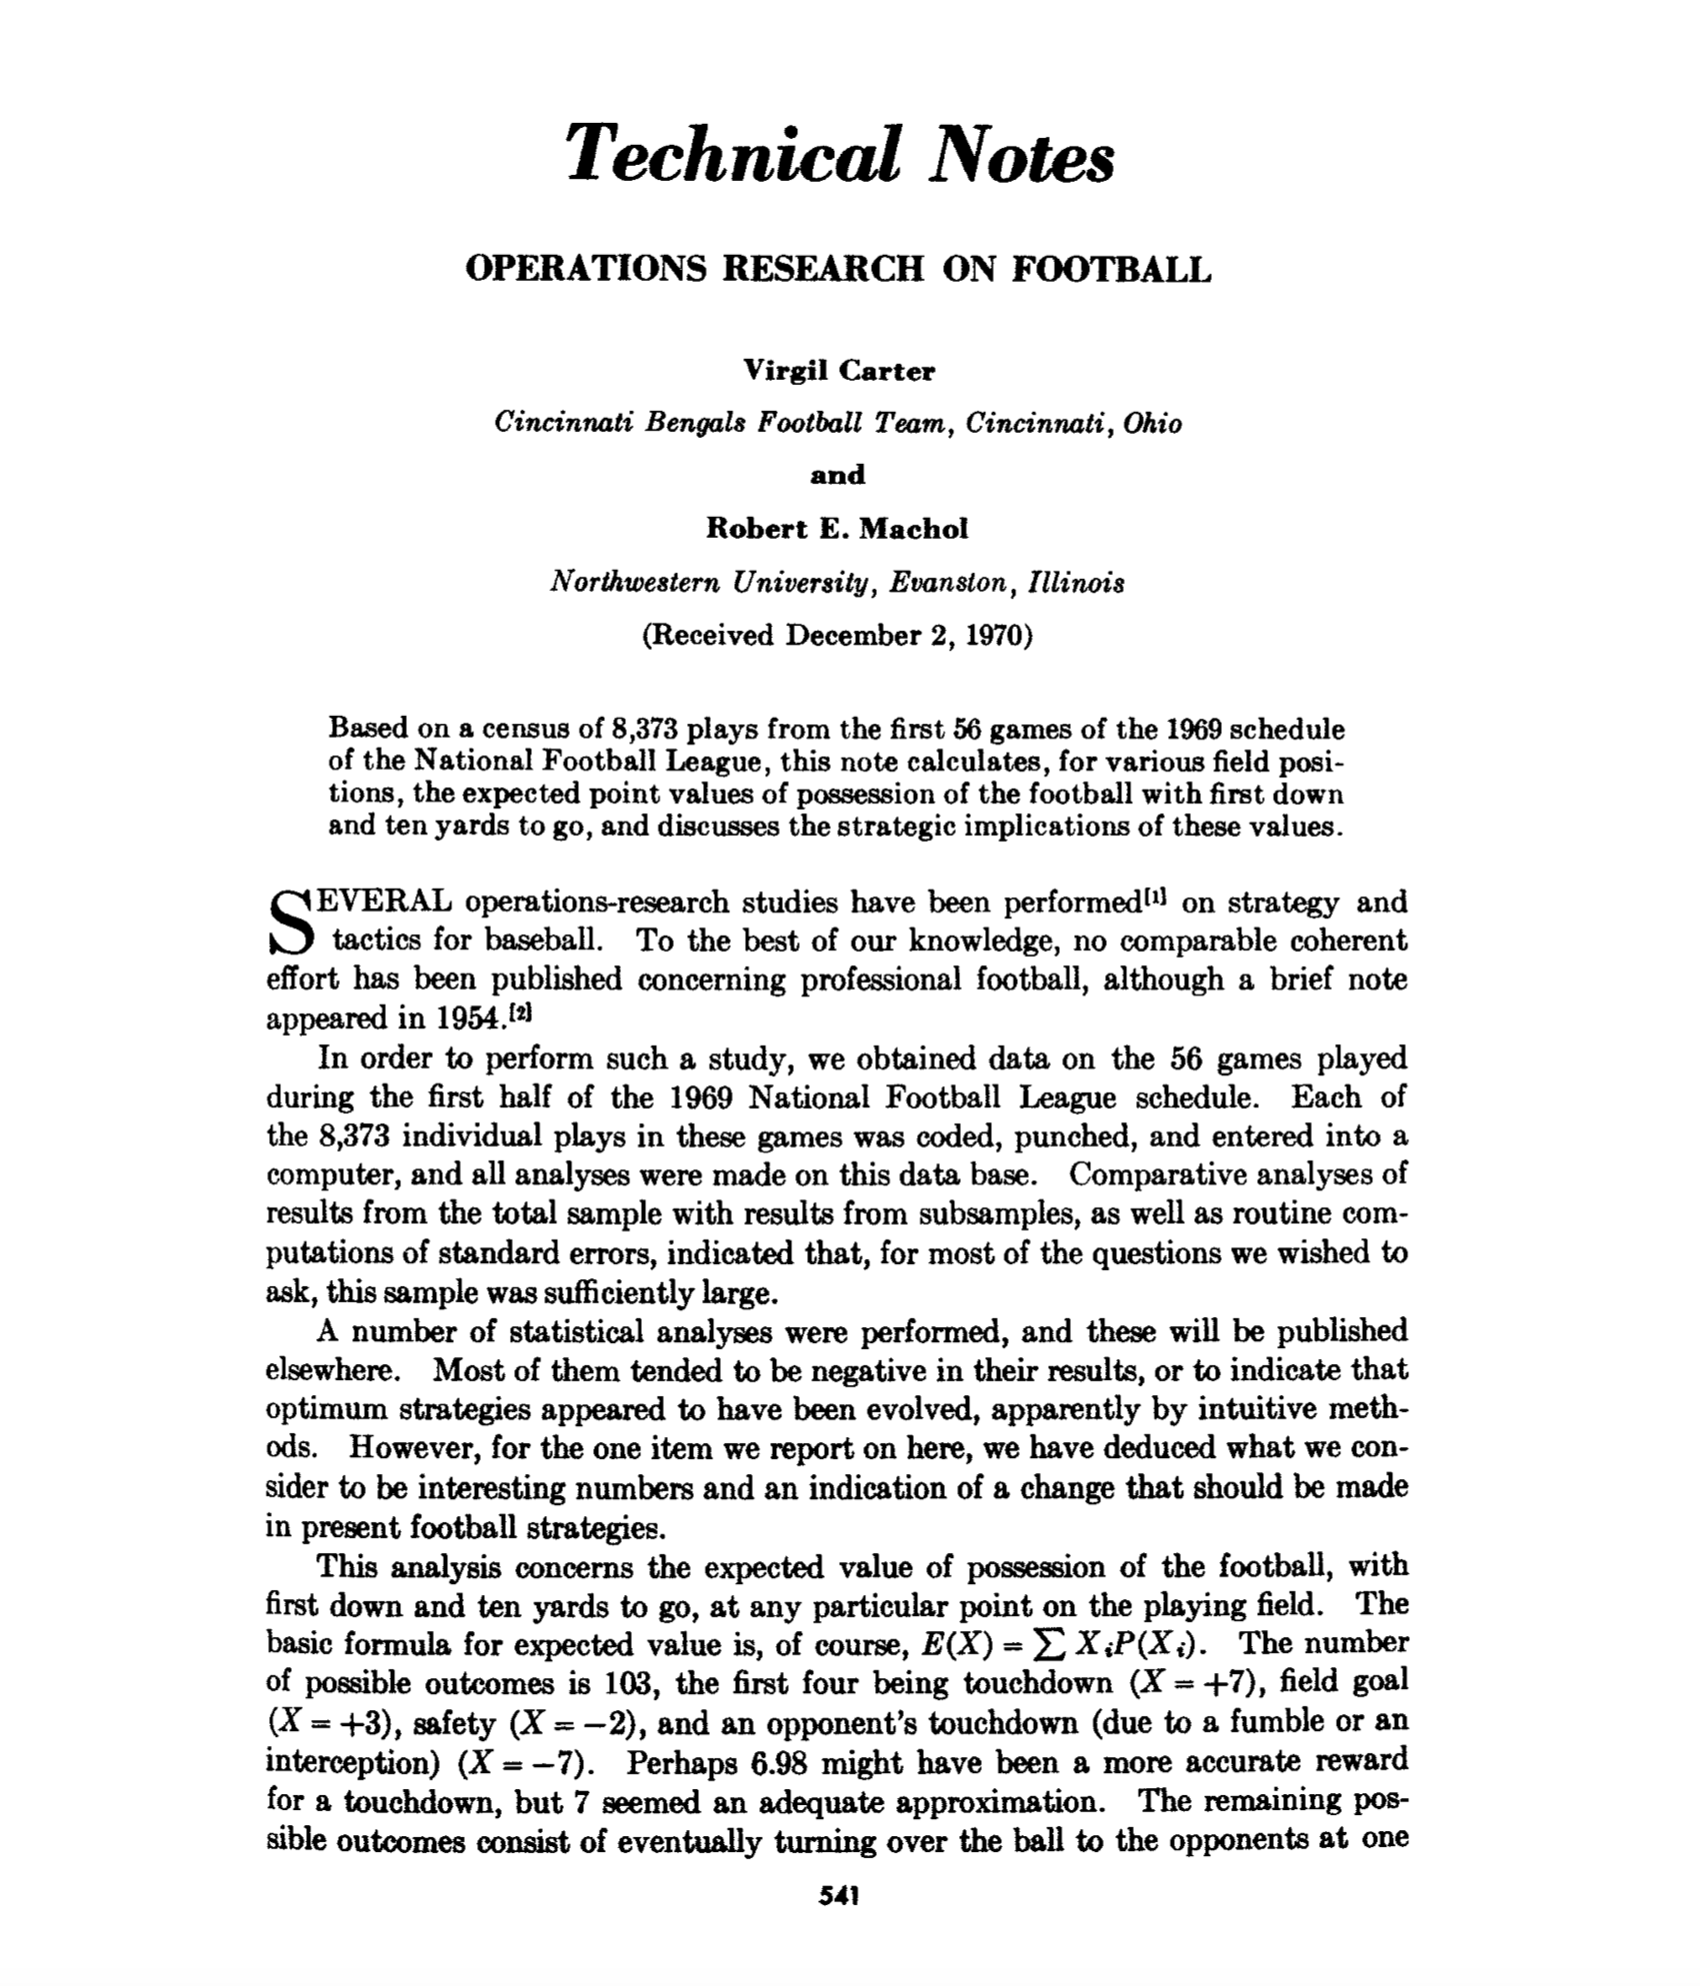 Technical Notes
OPERATIONS RESEARCH ON FOOTBALL
Virgil Carter
Cincinnati Bengals Football Team, Cincinnati, Ohio
and
Robert E. Machol
Northwestern University, Evanston, Illinois
(Received December 2, 1970)
Based on a census of 8,373 plays from the first 56 games of the 1969 schedule
of the National Football League, this note calculates, for various field posi-
tions, the expected point values of possession of the football with first down
and ten yards to go, and discusses the strategic implications of these values.
SEVERAL operations-research studies have been performed[1] on strategy and
tactics for baseball. To the best of our knowledge, no comparable coherent
effort has been published concerning professional football, although a brief note
appeared in 1954.[2]
In order to perform such a study, we obtained data on the 56 games played
during the first half of the 1969 National Football League schedule. Each of
the 8,373 individual plays in these games was coded, punched, and entered into a
computer, and all analyses were made on this data base. Comparative analyses of
results from the total sample with results from subsamples, as well as routine com-
putations of standard errors, indicated that, for most of the questions we wished to
ask, this sample was sufficiently large.
A number of statistical analyses were performed, and these will be published
elsewhere. Most of them tended to be negative in their results, or to indicate that
optimum strategies appeared to have been evolved, apparently by intuitive meth-
ods. However, for the one item we report on here, we have deduced what we con-
sider to be interesting numbers and an indication of a change that should be made
in present football strategies.
This analysis concerns the expected value of possession of the football, with
first down and ten yards to go, at any particular point on the playing field. The
basic formula for expected value is, of course, E(X) = ∑ XᵢP(Xᵢ). The number
of possible outcomes is 103, the first four being touchdown (X = +7), field goal
(X = +3), safety (X = −2), and an opponent's touchdown (due to a fumble or an
interception) (X = −7). Perhaps 6.98 might have been a more accurate reward
for a touchdown, but 7 seemed an adequate approximation. The remaining pos-
sible outcomes consist of eventually turning over the ball to the opponents at one
541